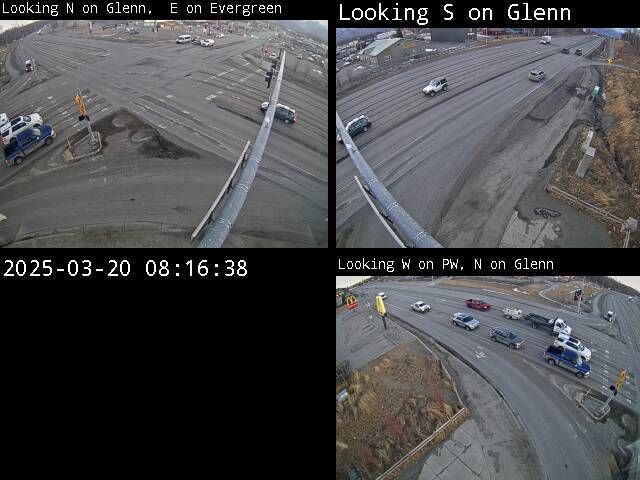 Looking N on Glenn,  E on Evergreen
Looking S on Glenn
2025-03-20 08:16:38
Looking W on PW, N on Glenn